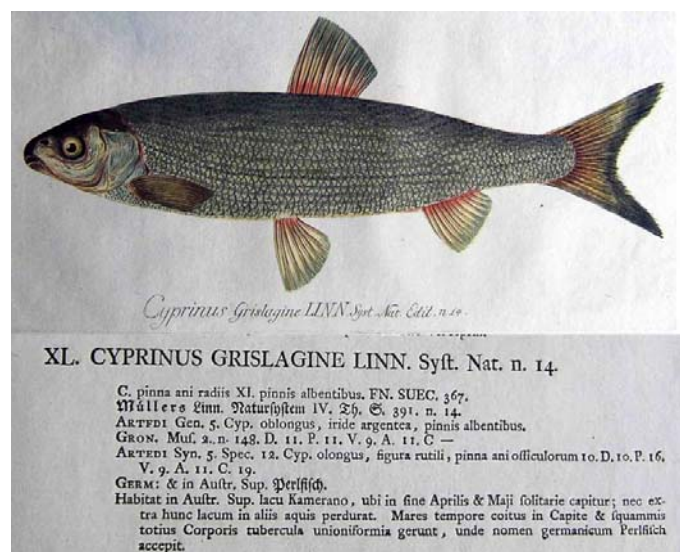 Cyprinus Grislagine LINN. Syst. Nat. Edit. n. 14.
XL. CYPRINUS GRISLAGINE LINN. Syſt. Nat. n. 14.
C. pinna ani radiis XI. pinnis albentibus. FN. SUEC. 367.
Müllers Linn. Naturſyſtem IV. Th. S. 391. n. 14.
ARTEDI Gen. 5. Cyp. oblongus, iride argentea, pinnis albentibus.
GRON. Muſ. 2. n. 148. D. 11. P. 11. V. 9. A. 11. C —
ARTEDI Syn. 5. Spec. 12. Cyp. olongus, figura rutili, pinna ani officulorum 10. D. 10. P. 16.
V. 9. A. 11. C. 19.
GERM: & in Auſtr. Sup. Perlfiſch.
Habitat in Auſtr. Sup. lacu Kamerano, ubi in fine Aprilis & Maji ſolitarie capitur; nec ex-
tra hunc lacum in aliis aquis perdurat. Mares tempore coitus in Capite & ſquammis
totius Corporis tubercula unioniformia gerunt, unde nomen germanicum Perlfiſch
accepit.